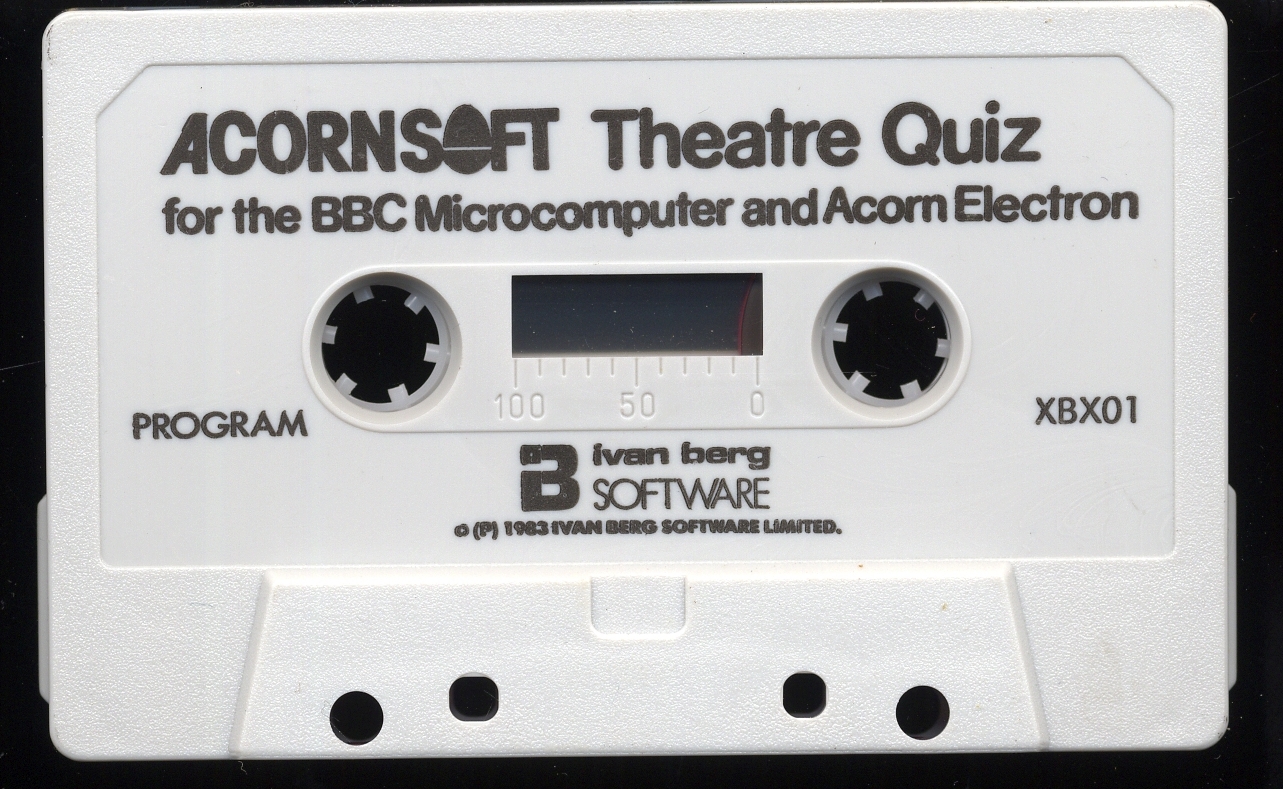 ACORNSOFT Theatre Quiz
for the BBC Microcomputer and Acorn Electron
100 50 0
PROGRAM
XBX01
B ivan berg
SOFTWARE
© (P) 1983 IVAN BERG SOFTWARE LIMITED.